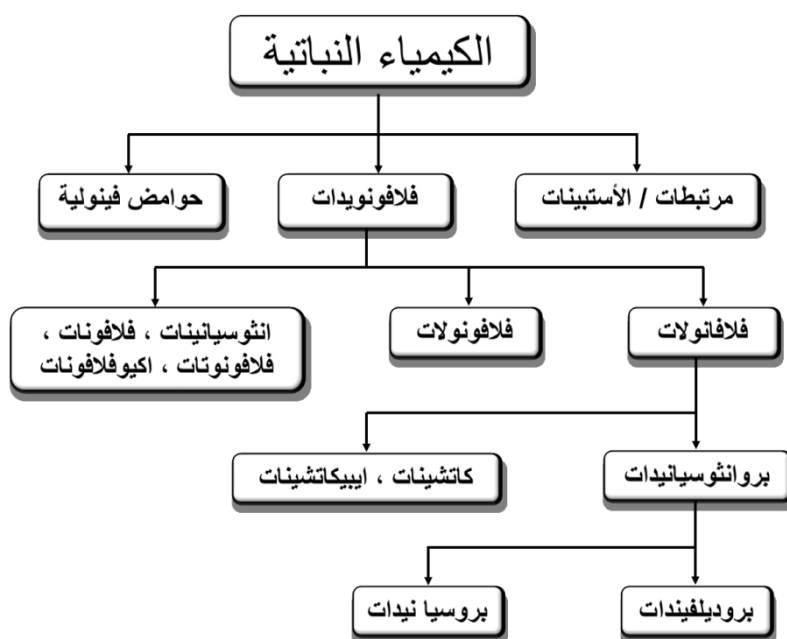 الكيمياء النباتية
مرتبطات / الأستبينات
فلافونويدات
حوامض فينولية
فلافانولات
فلافونولات
انثوسيانينات ، فلافونات ،
فلافونوتات ، اكيوفلافونات
بروانثوسيانيدات
كاتشينات ، ايبيكاتشينات
بروديلفيندات
بروسيا نيدات